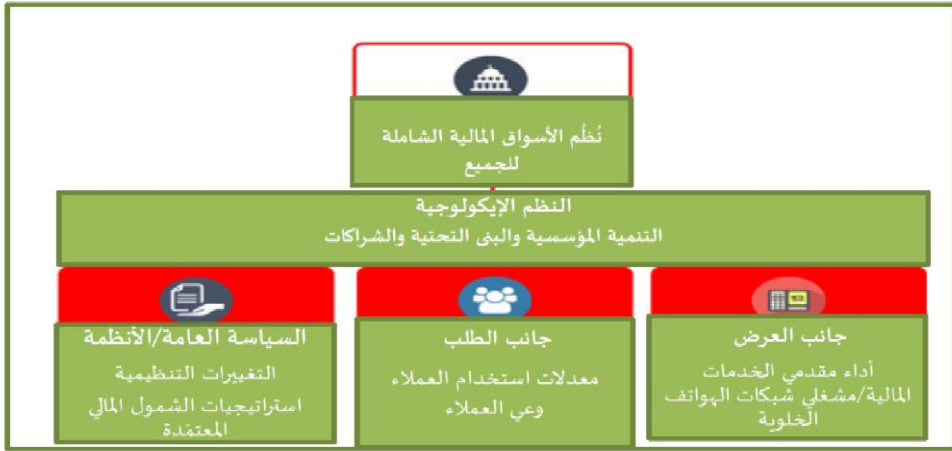 نُظُم الأسواق المالية الشاملة
للجميع
النظم الإيكولوجية
التنمية المؤسسية والبنى التحتية والشراكات
جانب العرض
أداء مقدمي الخدمات
المالية/مشغلي شبكات الهواتف
الخلوية
جانب الطلب
معدلات استخدام العملاء
وعي العملاء
السياسة العامة/الأنظمة
التغييرات التنظيمية
استراتيجيات الشمول المالي
المعتمَدة